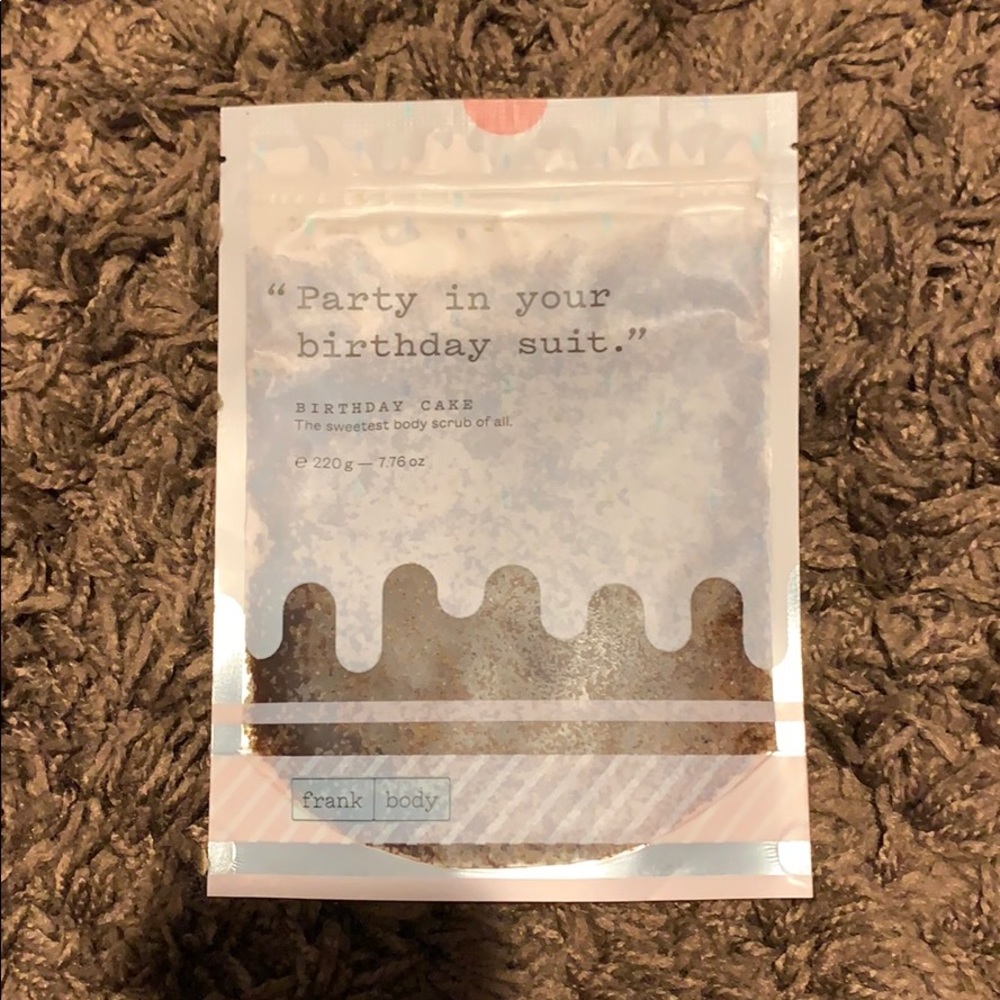 “Party in your
birthday suit.”
BIRTHDAY CAKE
The sweetest body scrub of all.
℮ 220 g — 7.76 oz
frank body